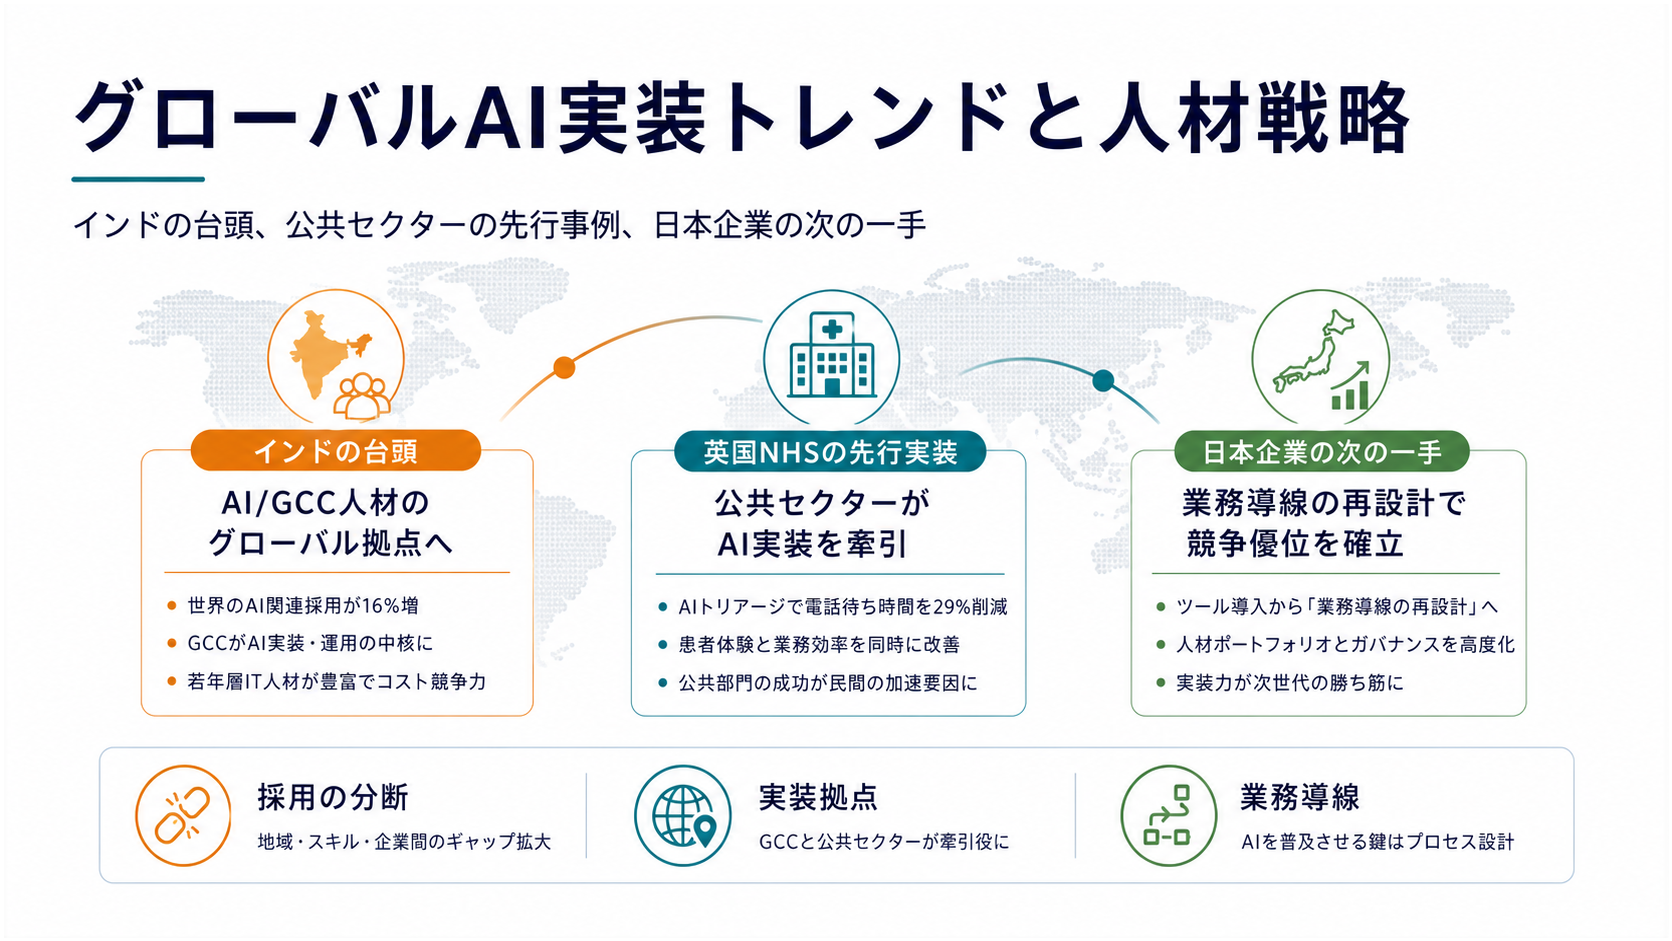 グローバルAI実装トレンドと人材戦略
インドの台頭、公共セクターの先行事例、日本企業の次の一手
インドの台頭
AI/GCC人材の
グローバル拠点へ
世界のAI関連採用が16%増
GCCがAI実装・運用の中核に
若年層IT人材が豊富でコスト競争力
英国NHSの先行実装
公共セクターが
AI実装を牽引
AIトリアージで電話待ち時間を29%削減
患者体験と業務効率を同時に改善
公共部門の成功が民間の加速要因に
日本企業の次の一手
業務導線の再設計で
競争優位を確立
ツール導入から「業務導線の再設計」へ
人材ポートフォリオとガバナンスを高度化
実装力が次世代の勝ち筋に
採用の分断
地域・スキル・企業間のギャップ拡大
実装拠点
GCCと公共セクターが牽引役に
業務導線
AIを普及させる鍵はプロセス設計